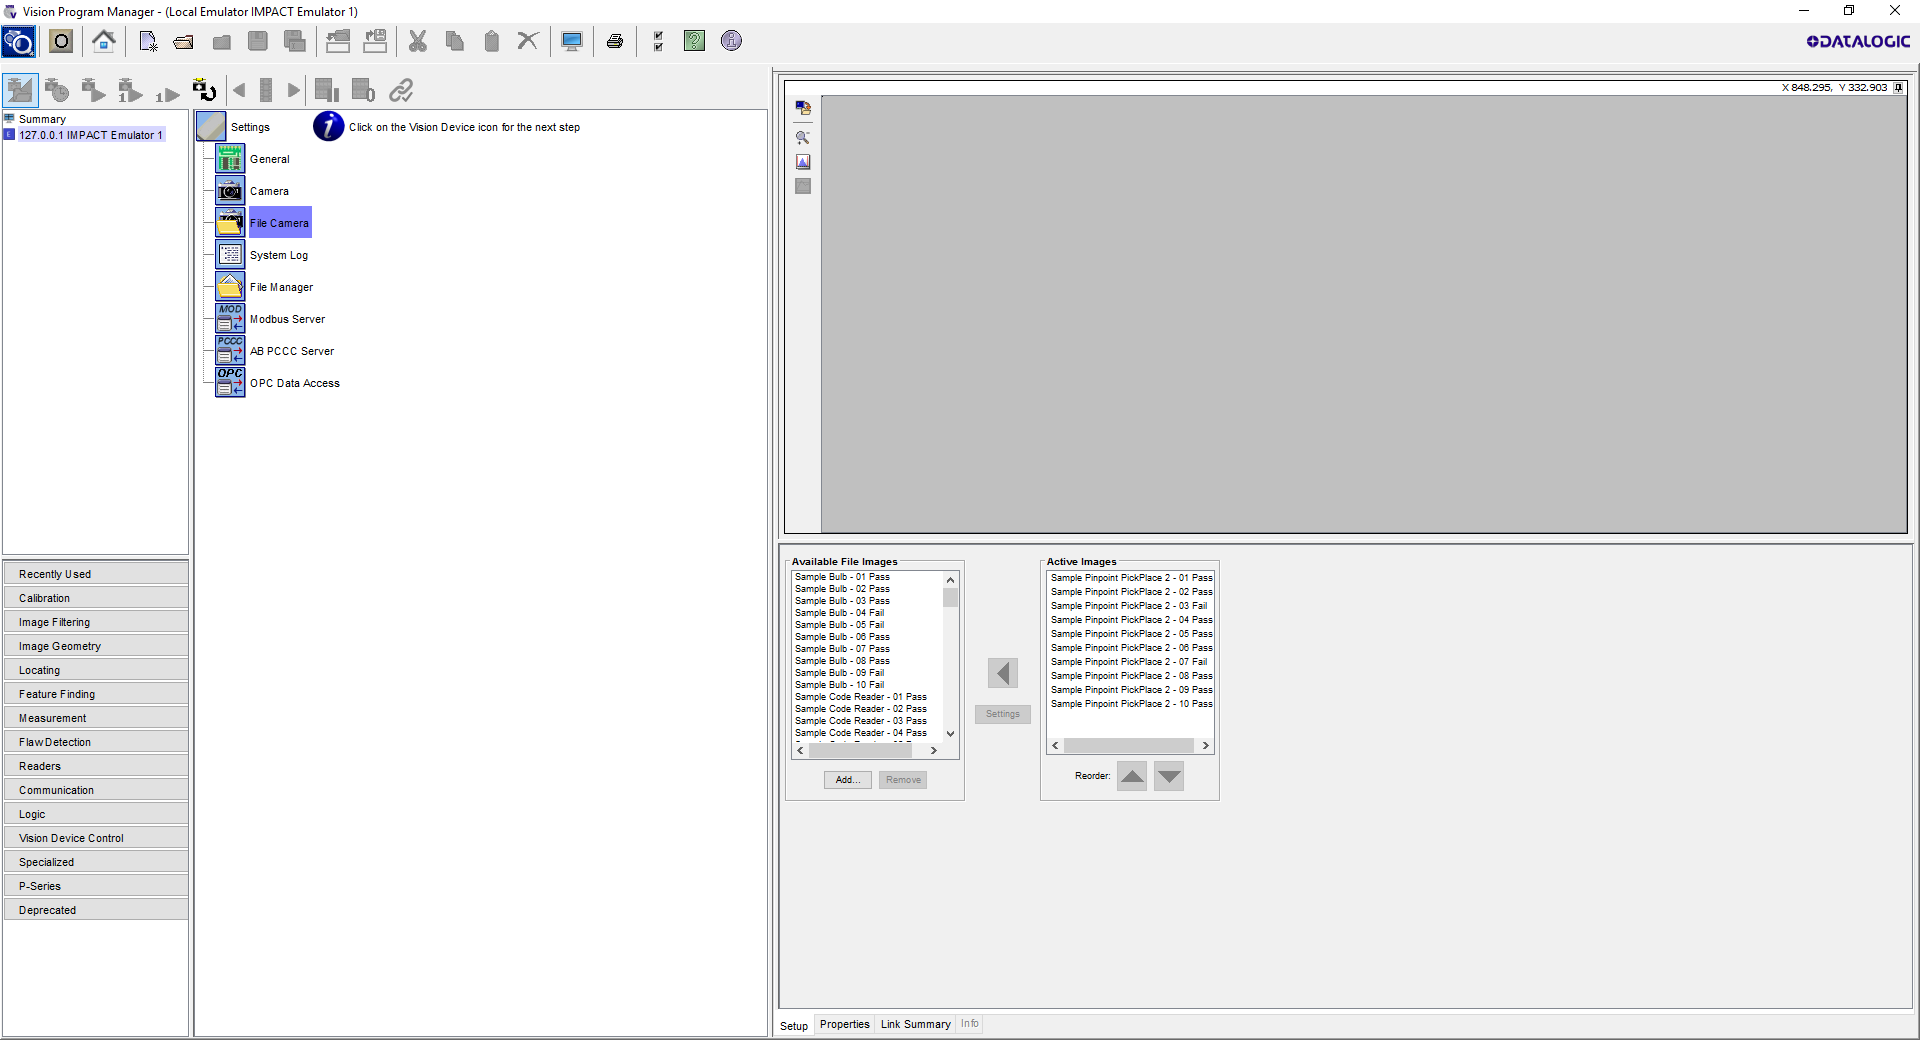 Vision Program Manager - (Local Emulator IMPACT Emulator 1)
DATALOGIC
X 848.295, Y 332.903
Summary
127.0.0.1 IMPACT Emulator 1
Settings
Click on the Vision Device icon for the next step
General
Camera
File Camera
System Log
File Manager
MOD
Modbus Server
PCCC
AB PCCC Server
OPC
OPC Data Access
Recently Used
Calibration
Image Filtering
Image Geometry
Locating
Feature Finding
Measurement
Flaw Detection
Readers
Communication
Logic
Vision Device Control
Specialized
P-Series
Deprecated
Available File Images
Sample Bulb - 01 Pass
Sample Bulb - 02 Pass
Sample Bulb - 03 Pass
Sample Bulb - 04 Fail
Sample Bulb - 05 Fail
Sample Bulb - 06 Pass
Sample Bulb - 07 Pass
Sample Bulb - 08 Pass
Sample Bulb - 09 Fail
Sample Bulb - 10 Fail
Sample Code Reader - 01 Pass
Sample Code Reader - 02 Pass
Sample Code Reader - 03 Pass
Sample Code Reader - 04 Pass
Add...
Remove
Settings
Active Images
Sample Pinpoint PickPlace 2 - 01 Pass
Sample Pinpoint PickPlace 2 - 02 Pass
Sample Pinpoint PickPlace 2 - 03 Fail
Sample Pinpoint PickPlace 2 - 04 Pass
Sample Pinpoint PickPlace 2 - 05 Pass
Sample Pinpoint PickPlace 2 - 06 Pass
Sample Pinpoint PickPlace 2 - 07 Fail
Sample Pinpoint PickPlace 2 - 08 Pass
Sample Pinpoint PickPlace 2 - 09 Pass
Sample Pinpoint PickPlace 2 - 10 Pass
Reorder:
Setup
Properties
Link Summary
Info